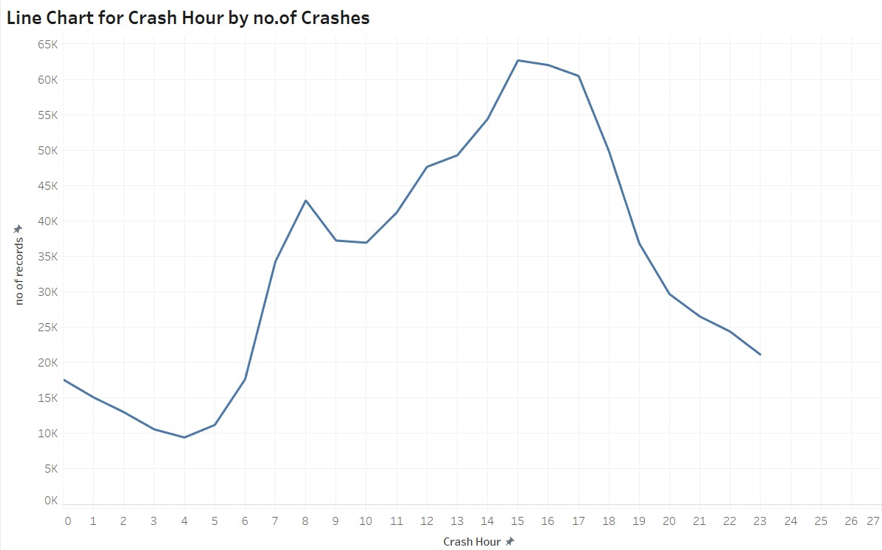 Line Chart for Crash Hour by no.of Crashes
65K
60K
55K
50K
45K
40K
35K
30K
25K
20K
15K
10K
5K
0K
no of records
0 1 2 3 4 5 6 7 8 9 10 11 12 13 14 15 16 17 18 19 20 21 22 23 24 25 26 27
Crash Hour